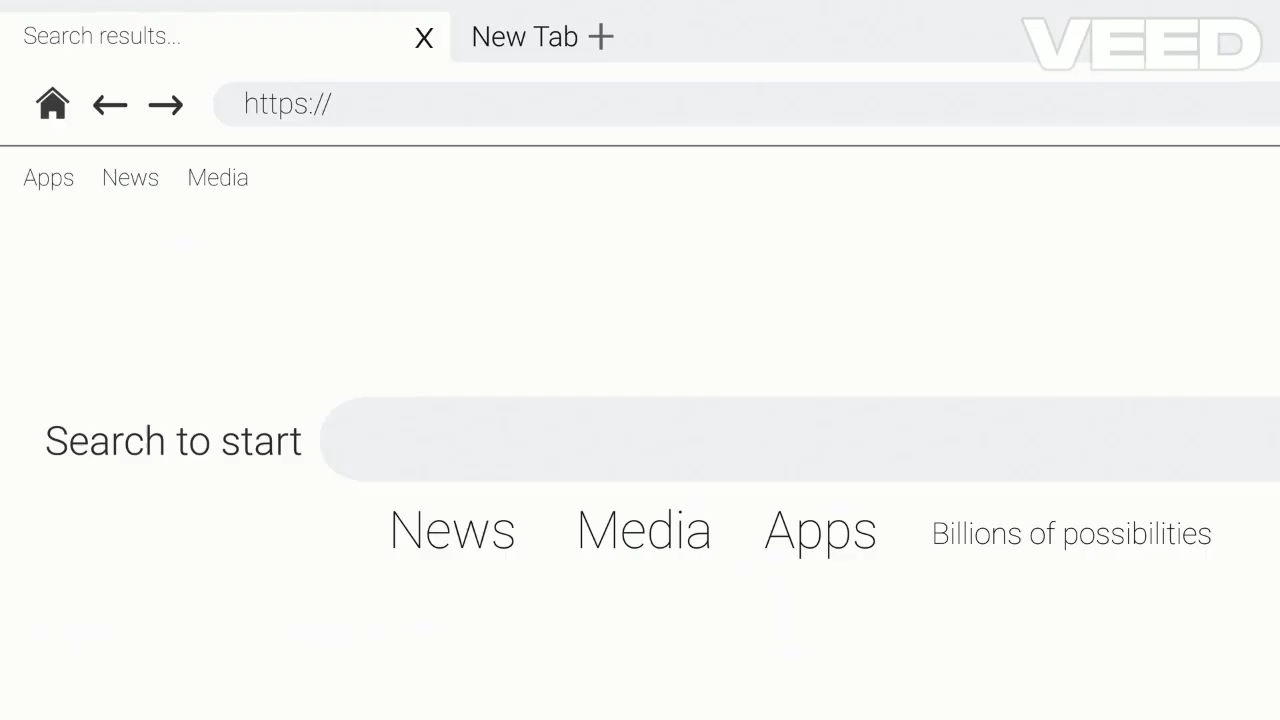 Search results... X New Tab +
VEED
https://
Apps News Media
Search to start
News Media Apps Billions of possibilities